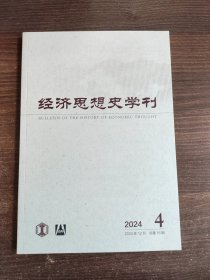 经济思想史学刊
BULLETIN OF THE HISTORY OF ECONOMIC THOUGHT
2024 4